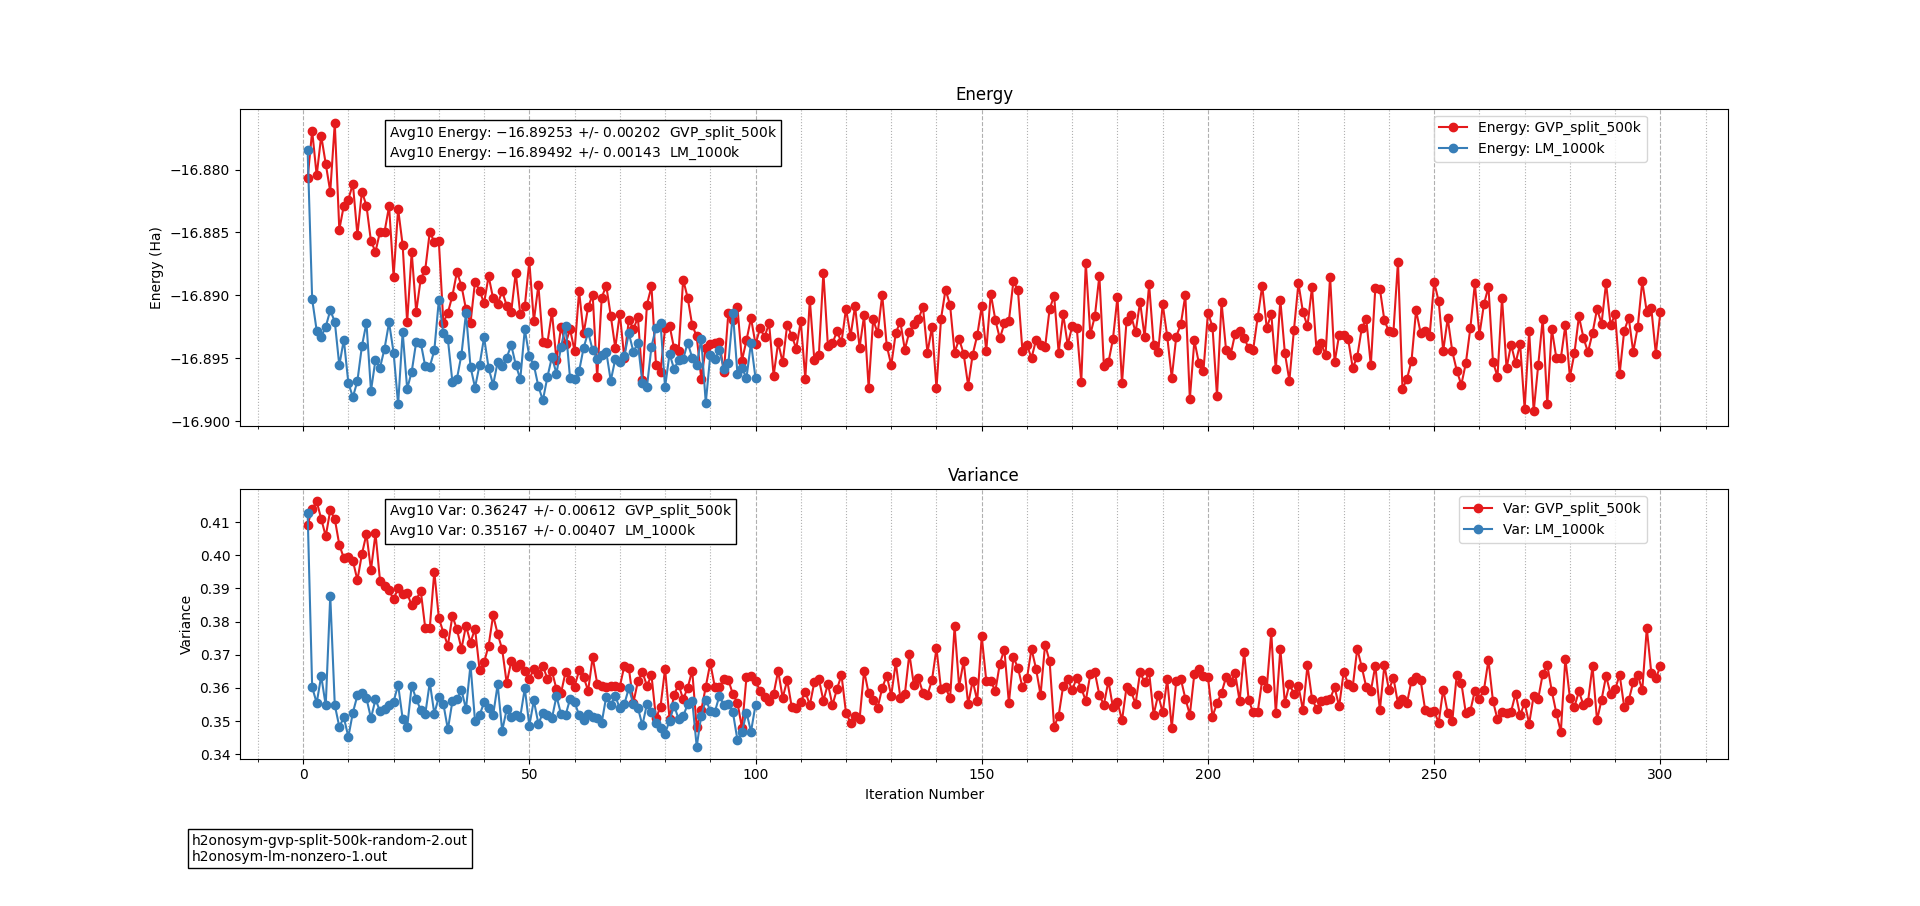 Energy
Avg10 Energy: −16.89253 +/- 0.00202  GVP_split_500k
Avg10 Energy: −16.89492 +/- 0.00143  LM_1000k
Energy: GVP_split_500k
Energy: LM_1000k
−16.880
−16.885
−16.890
−16.895
−16.900
Energy (Ha)
Variance
Avg10 Var: 0.36247 +/- 0.00612  GVP_split_500k
Avg10 Var: 0.35167 +/- 0.00407  LM_1000k
Var: GVP_split_500k
Var: LM_1000k
0.41
0.40
0.39
0.38
0.37
0.36
0.35
0.34
Variance
0 50 100 150 200 250 300
Iteration Number
h2onosym-gvp-split-500k-random-2.out
h2onosym-lm-nonzero-1.out